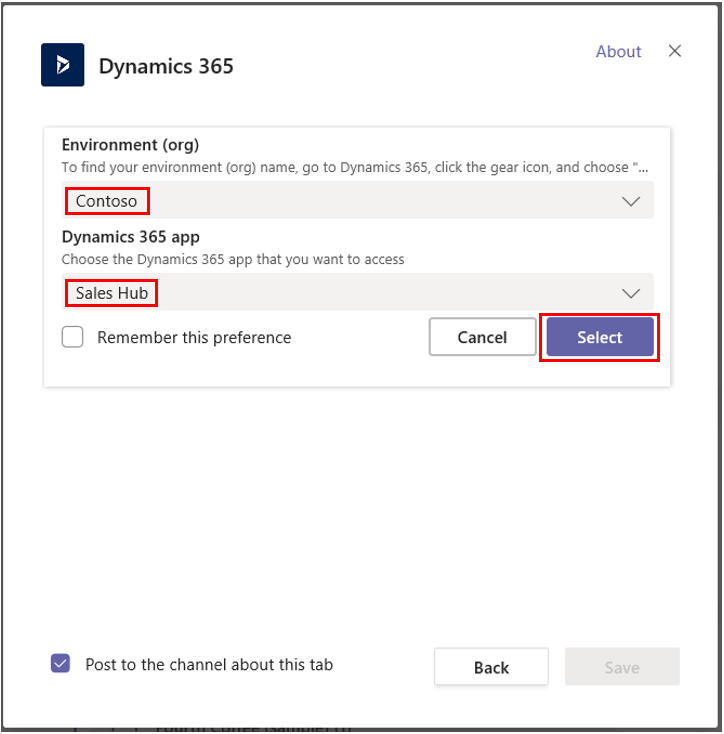 About
Dynamics 365
Environment (org)
To find your environment (org) name, go to Dynamics 365, click the gear icon, and choose "...
Contoso
Dynamics 365 app
Choose the Dynamics 365 app that you want to access
Sales Hub
Remember this preference
Cancel
Select
Post to the channel about this tab
Back
Save